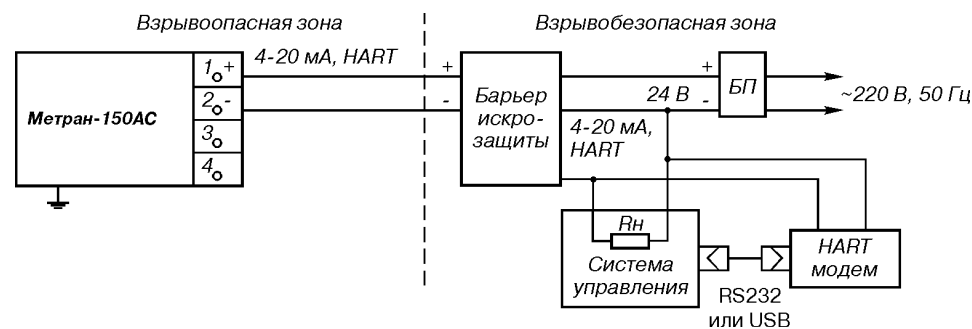 Взрывоопасная зона
Взрывобезопасная зона
Метран-150АС
1 +
2 -
3
4
4-20 мА, HART
+
-
Барьер
искро-
защиты
+
24 В -
БП
~220 В, 50 Гц
4-20 мА,
HART
Rн
Система
управления
HART
модем
RS232
или USB